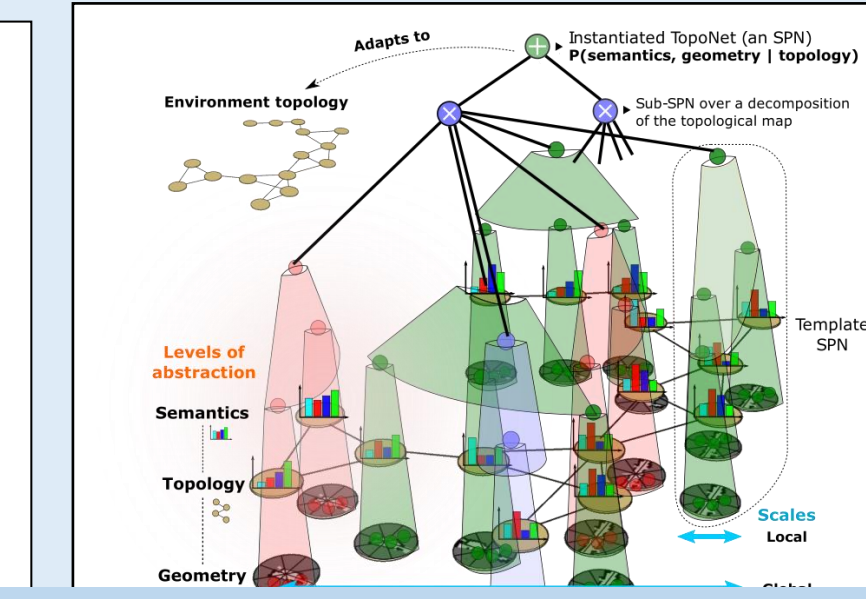 Adapts to
Instantiated TopoNet (an SPN)
P(semantics, geometry | topology)
Environment topology
Sub-SPN over a decomposition
of the topological map
Template
SPN
Levels of
abstraction
Semantics
Topology
Scales
Local
Geometry
Global